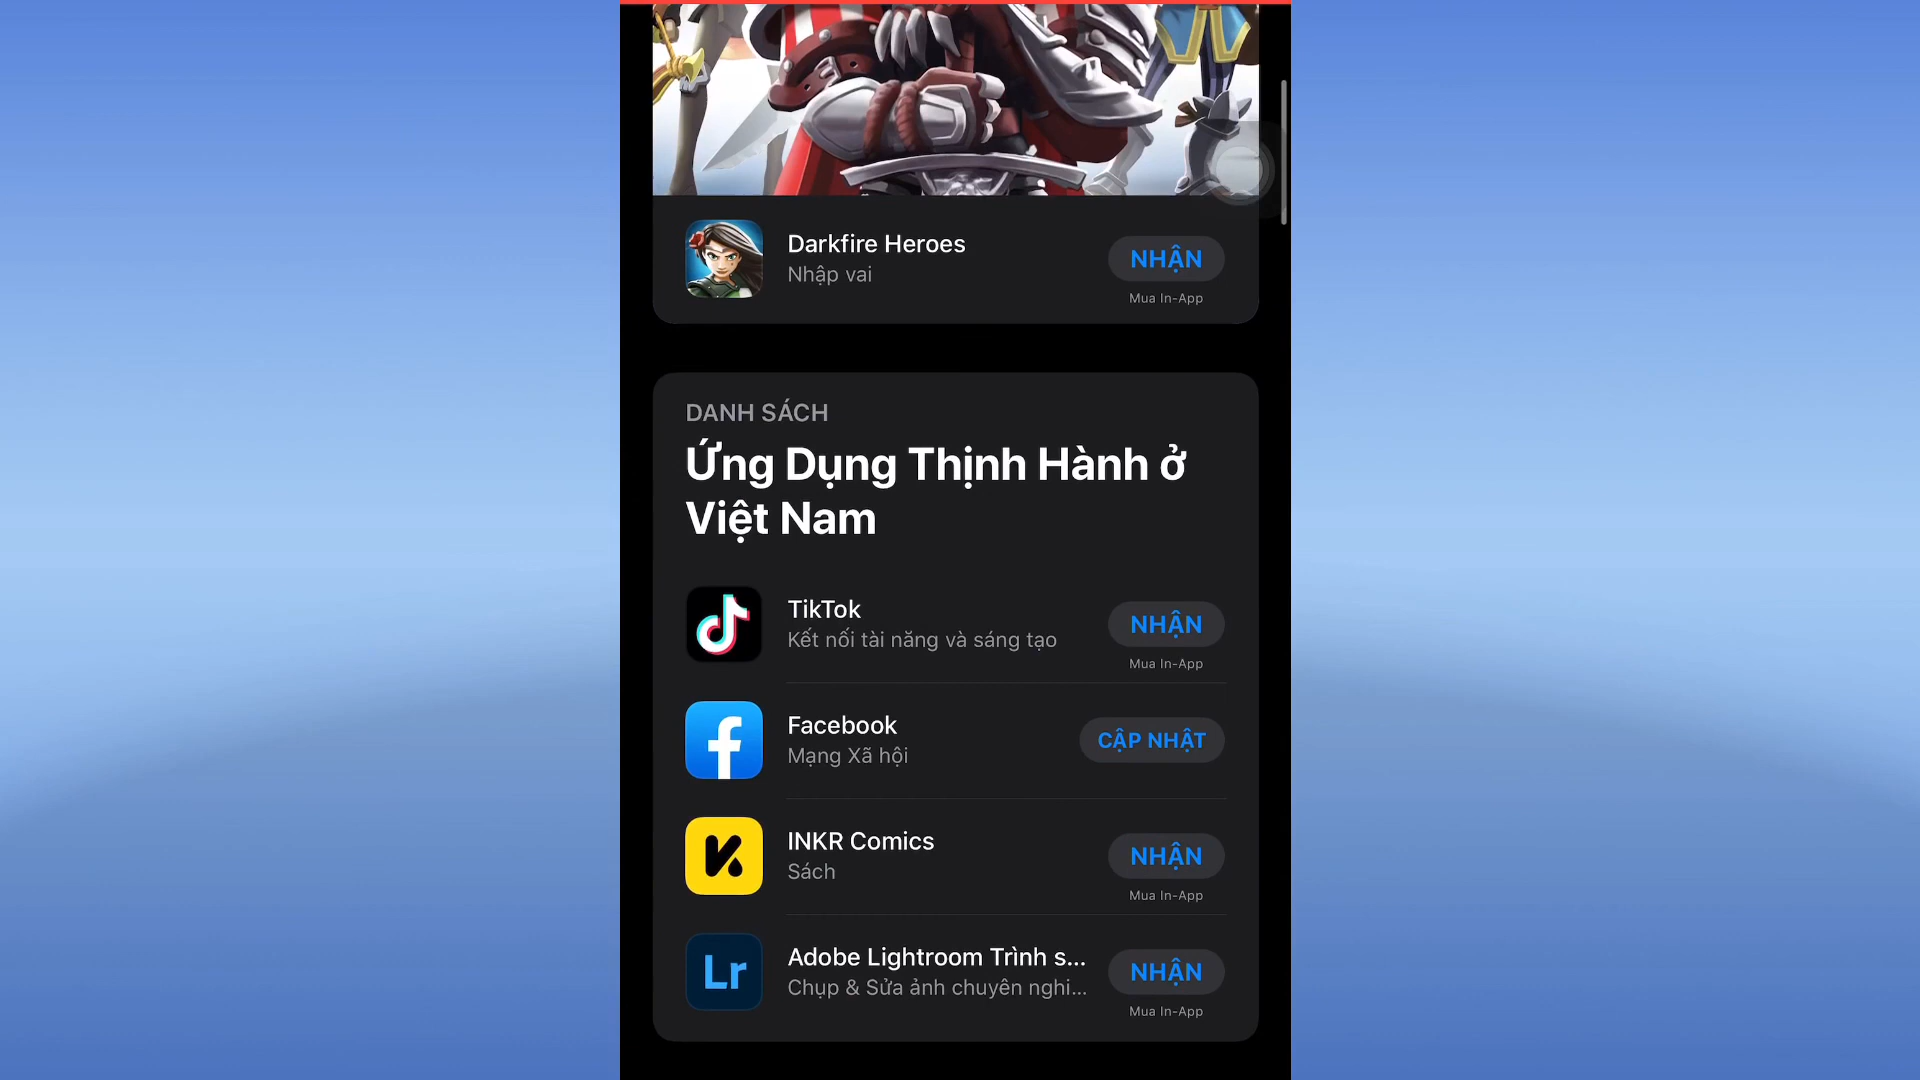 Darkfire Heroes
Nhập vai
NHẬN
Mua In-App
DANH SÁCH
Ứng Dụng Thịnh Hành ở
Việt Nam
TikTok
Kết nối tài năng và sáng tạo
NHẬN
Mua In-App
Facebook
Mạng Xã hội
CẬP NHẬT
INKR Comics
Sách
NHẬN
Mua In-App
Lr
Adobe Lightroom Trình s...
Chụp & Sửa ảnh chuyên nghi...
NHẬN
Mua In-App